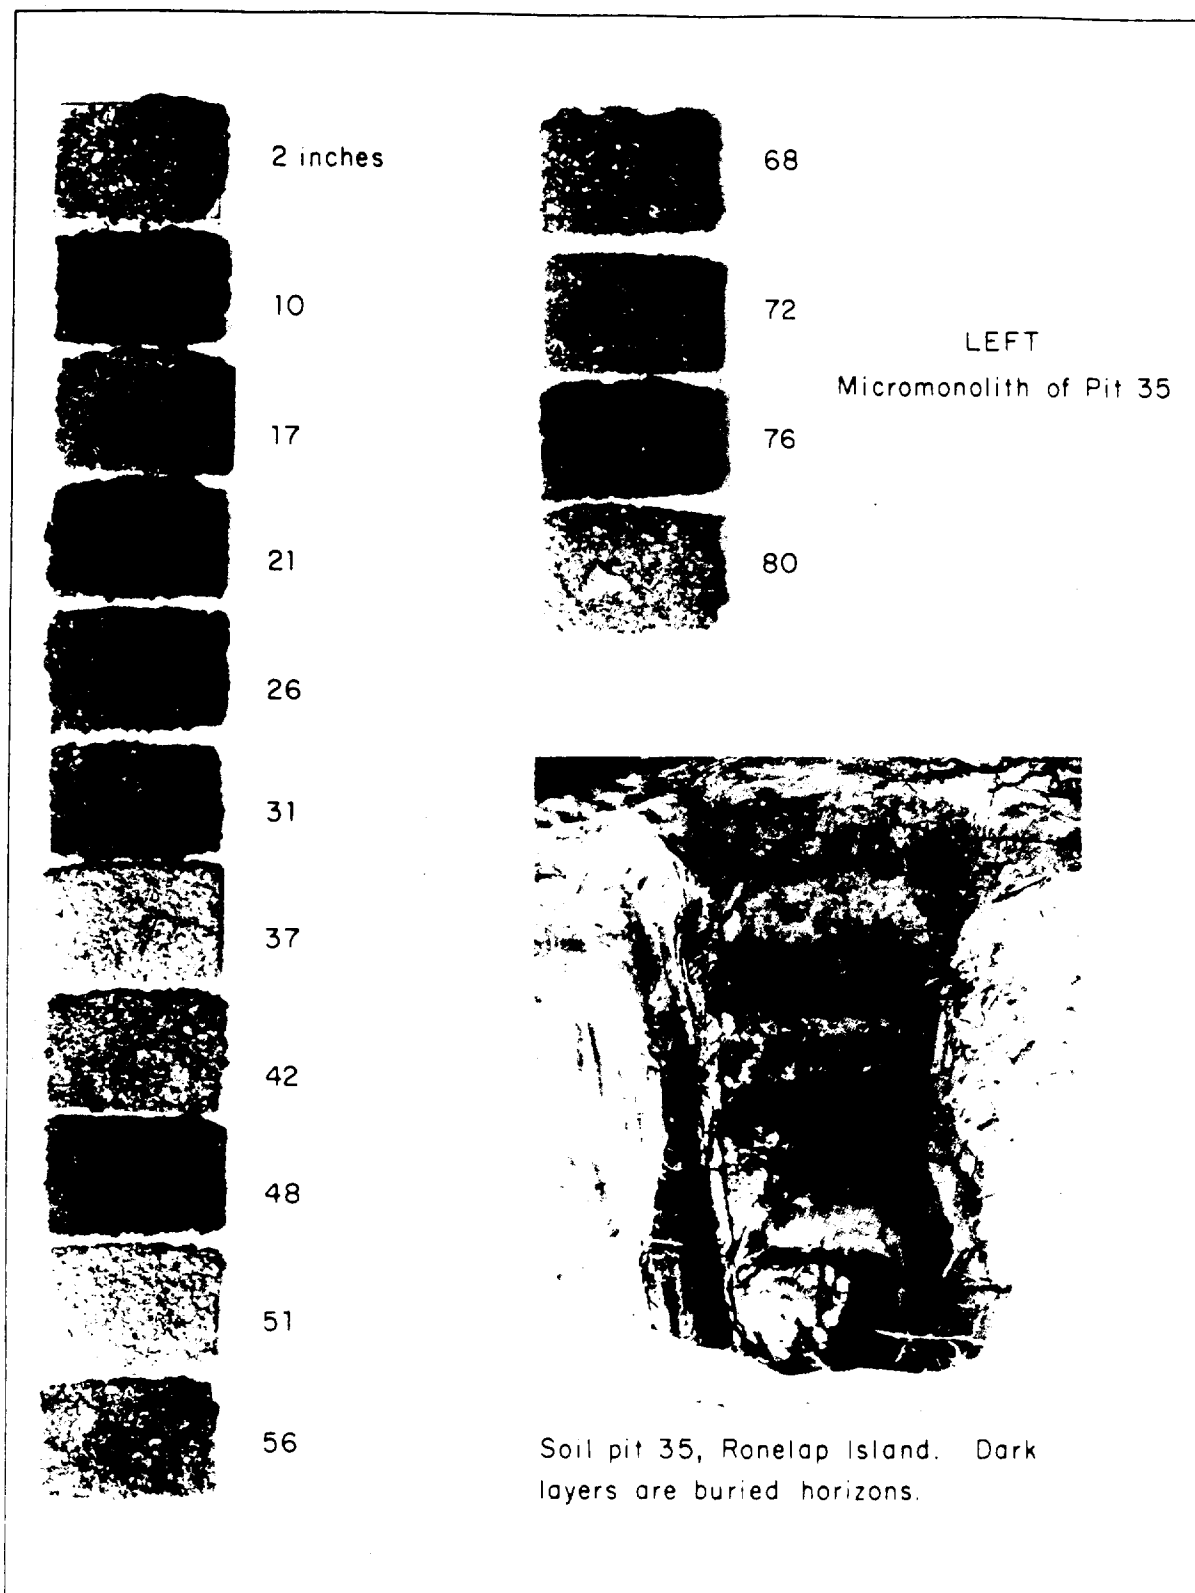 2 inches
10
17
21
26
31
37
42
48
51
56
68
72
76
80
LEFT
Micromonolith of Pit 35
Soil pit 35, Ronelap Island. Dark
layers are buried horizons.